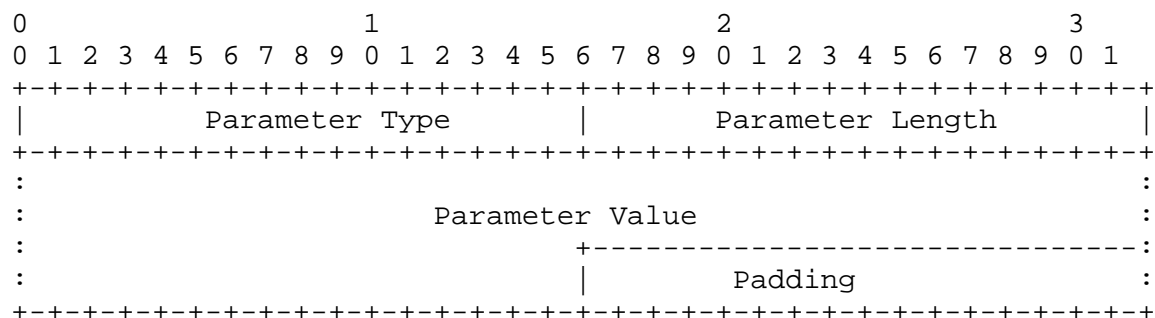 0                   1                   2                   3
0 1 2 3 4 5 6 7 8 9 0 1 2 3 4 5 6 7 8 9 0 1 2 3 4 5 6 7 8 9 0 1
+-+-+-+-+-+-+-+-+-+-+-+-+-+-+-+-+-+-+-+-+-+-+-+-+-+-+-+-+-+-+-+-+
|          Parameter Type       |       Parameter Length        |
+-+-+-+-+-+-+-+-+-+-+-+-+-+-+-+-+-+-+-+-+-+-+-+-+-+-+-+-+-+-+-+-+
:                                                               :
:                       Parameter Value                         :
:                               +-------------------------------:
:                               |        Padding                :
+-+-+-+-+-+-+-+-+-+-+-+-+-+-+-+-+-+-+-+-+-+-+-+-+-+-+-+-+-+-+-+-+